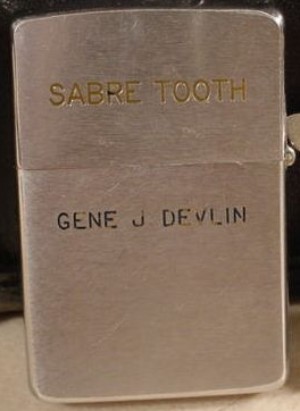 SABRE TOOTH
GENE J DEVLIN